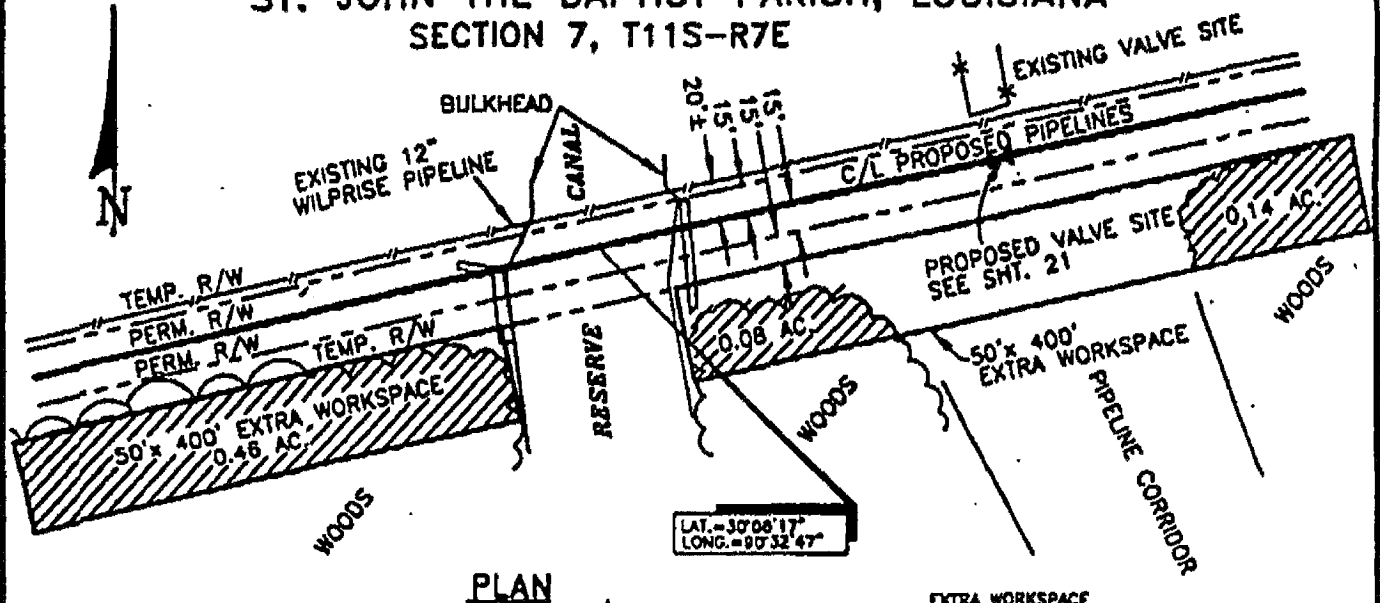 ST. JOHN THE BAPTIST PARISH, LOUISIANA
SECTION 7, T11S-R7E
N
BULKHEAD
CANAL
20'±
15'
15'
15'
EXISTING VALVE SITE
EXISTING 12"
WILPRISE PIPELINE
C/L PROPOSED PIPELINES
0.14 AC.
PROPOSED VALVE SITE
SEE SHT. 21
WOODS
TEMP. R/W
PERM. R/W
PERM. R/W
TEMP. R/W
0.08 AC.
50'x 400'
EXTRA WORKSPACE
RESERVE
WOODS
PIPELINE CORRIDOR
50'x 400' EXTRA WORKSPACE
0.46 AC.
WOODS
LAT.=30°08'17"
LONG.=90°32'47"
PLAN
EXTRA WORKSPACE